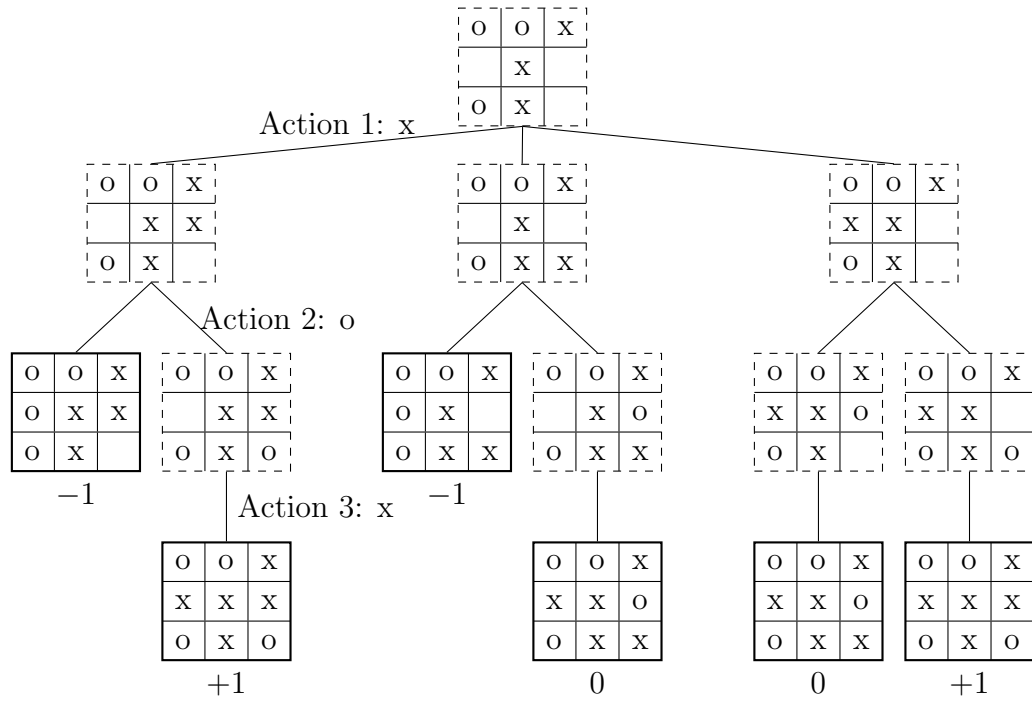 o o x
x
o x
Action 1: x
o o x
x x
o x
o o x
x
o x x
o o x
x x
o x
Action 2: o
o o x
o x x
o x
−1
o o x
x x
o x o
o o x
o x
o x x
−1
o o x
x o
o x x
o o x
x x o
o x
o o x
x x
o x o
Action 3: x
o o x
x x x
o x o
+1
o o x
x x o
o x x
0
o o x
x x o
o x x
0
o o x
x x x
o x o
+1